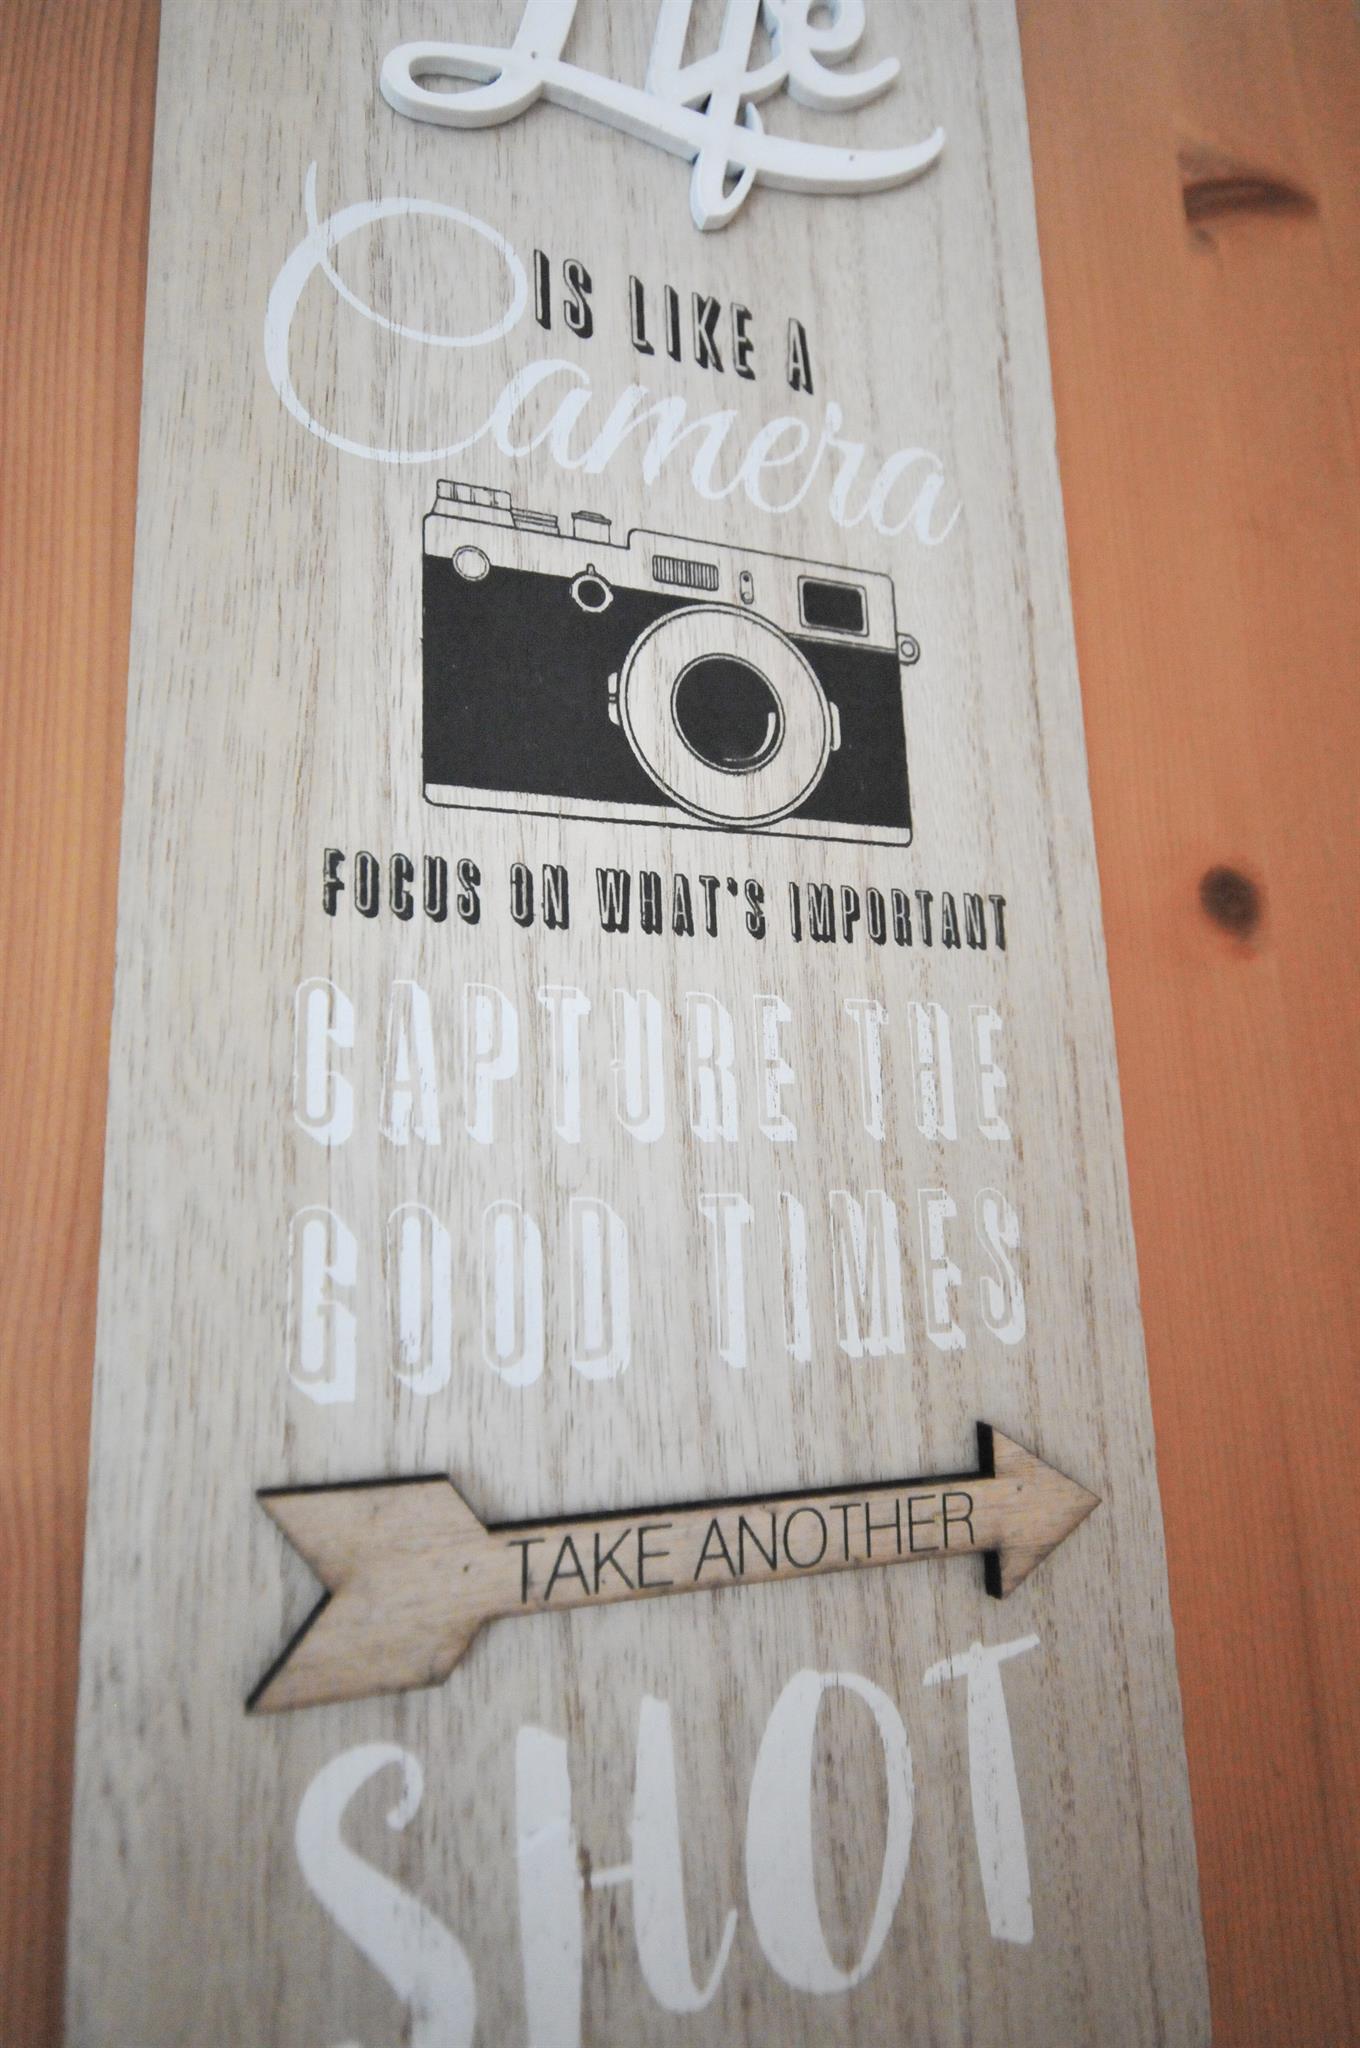 Life
IS LIKE A
Camera
FOCUS ON WHAT'S IMPORTANT
CAPTURE THE
GOOD TIMES
TAKE ANOTHER
SHOT